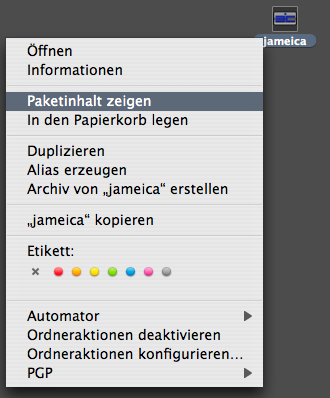 jameica
Öffnen
Informationen
Paketinhalt zeigen
In den Papierkorb legen
Duplizieren
Alias erzeugen
Archiv von „jameica“ erstellen
„jameica“ kopieren
Etikett:
Automator
Ordneraktionen deaktivieren
Ordneraktionen konfigurieren...
PGP